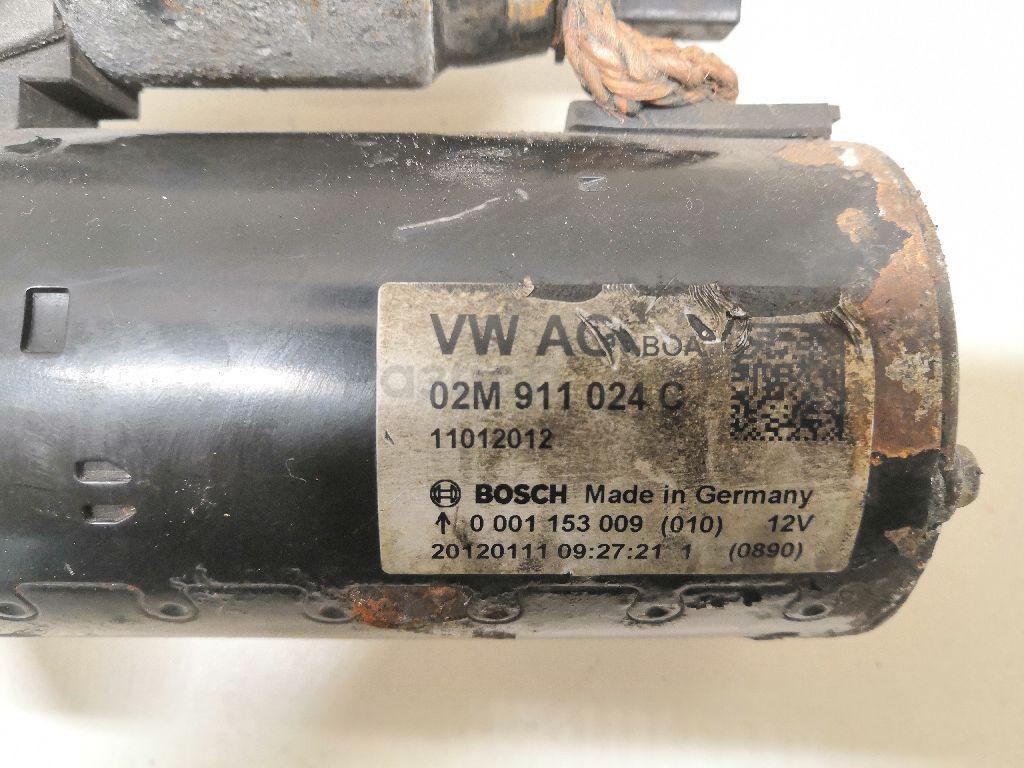 VW AG BOA
02M 911 024 C
11012012
BOSCH Made in Germany
↑ 0 001 153 009 (010) 12V
20120111 09:27:21 1 (0890)